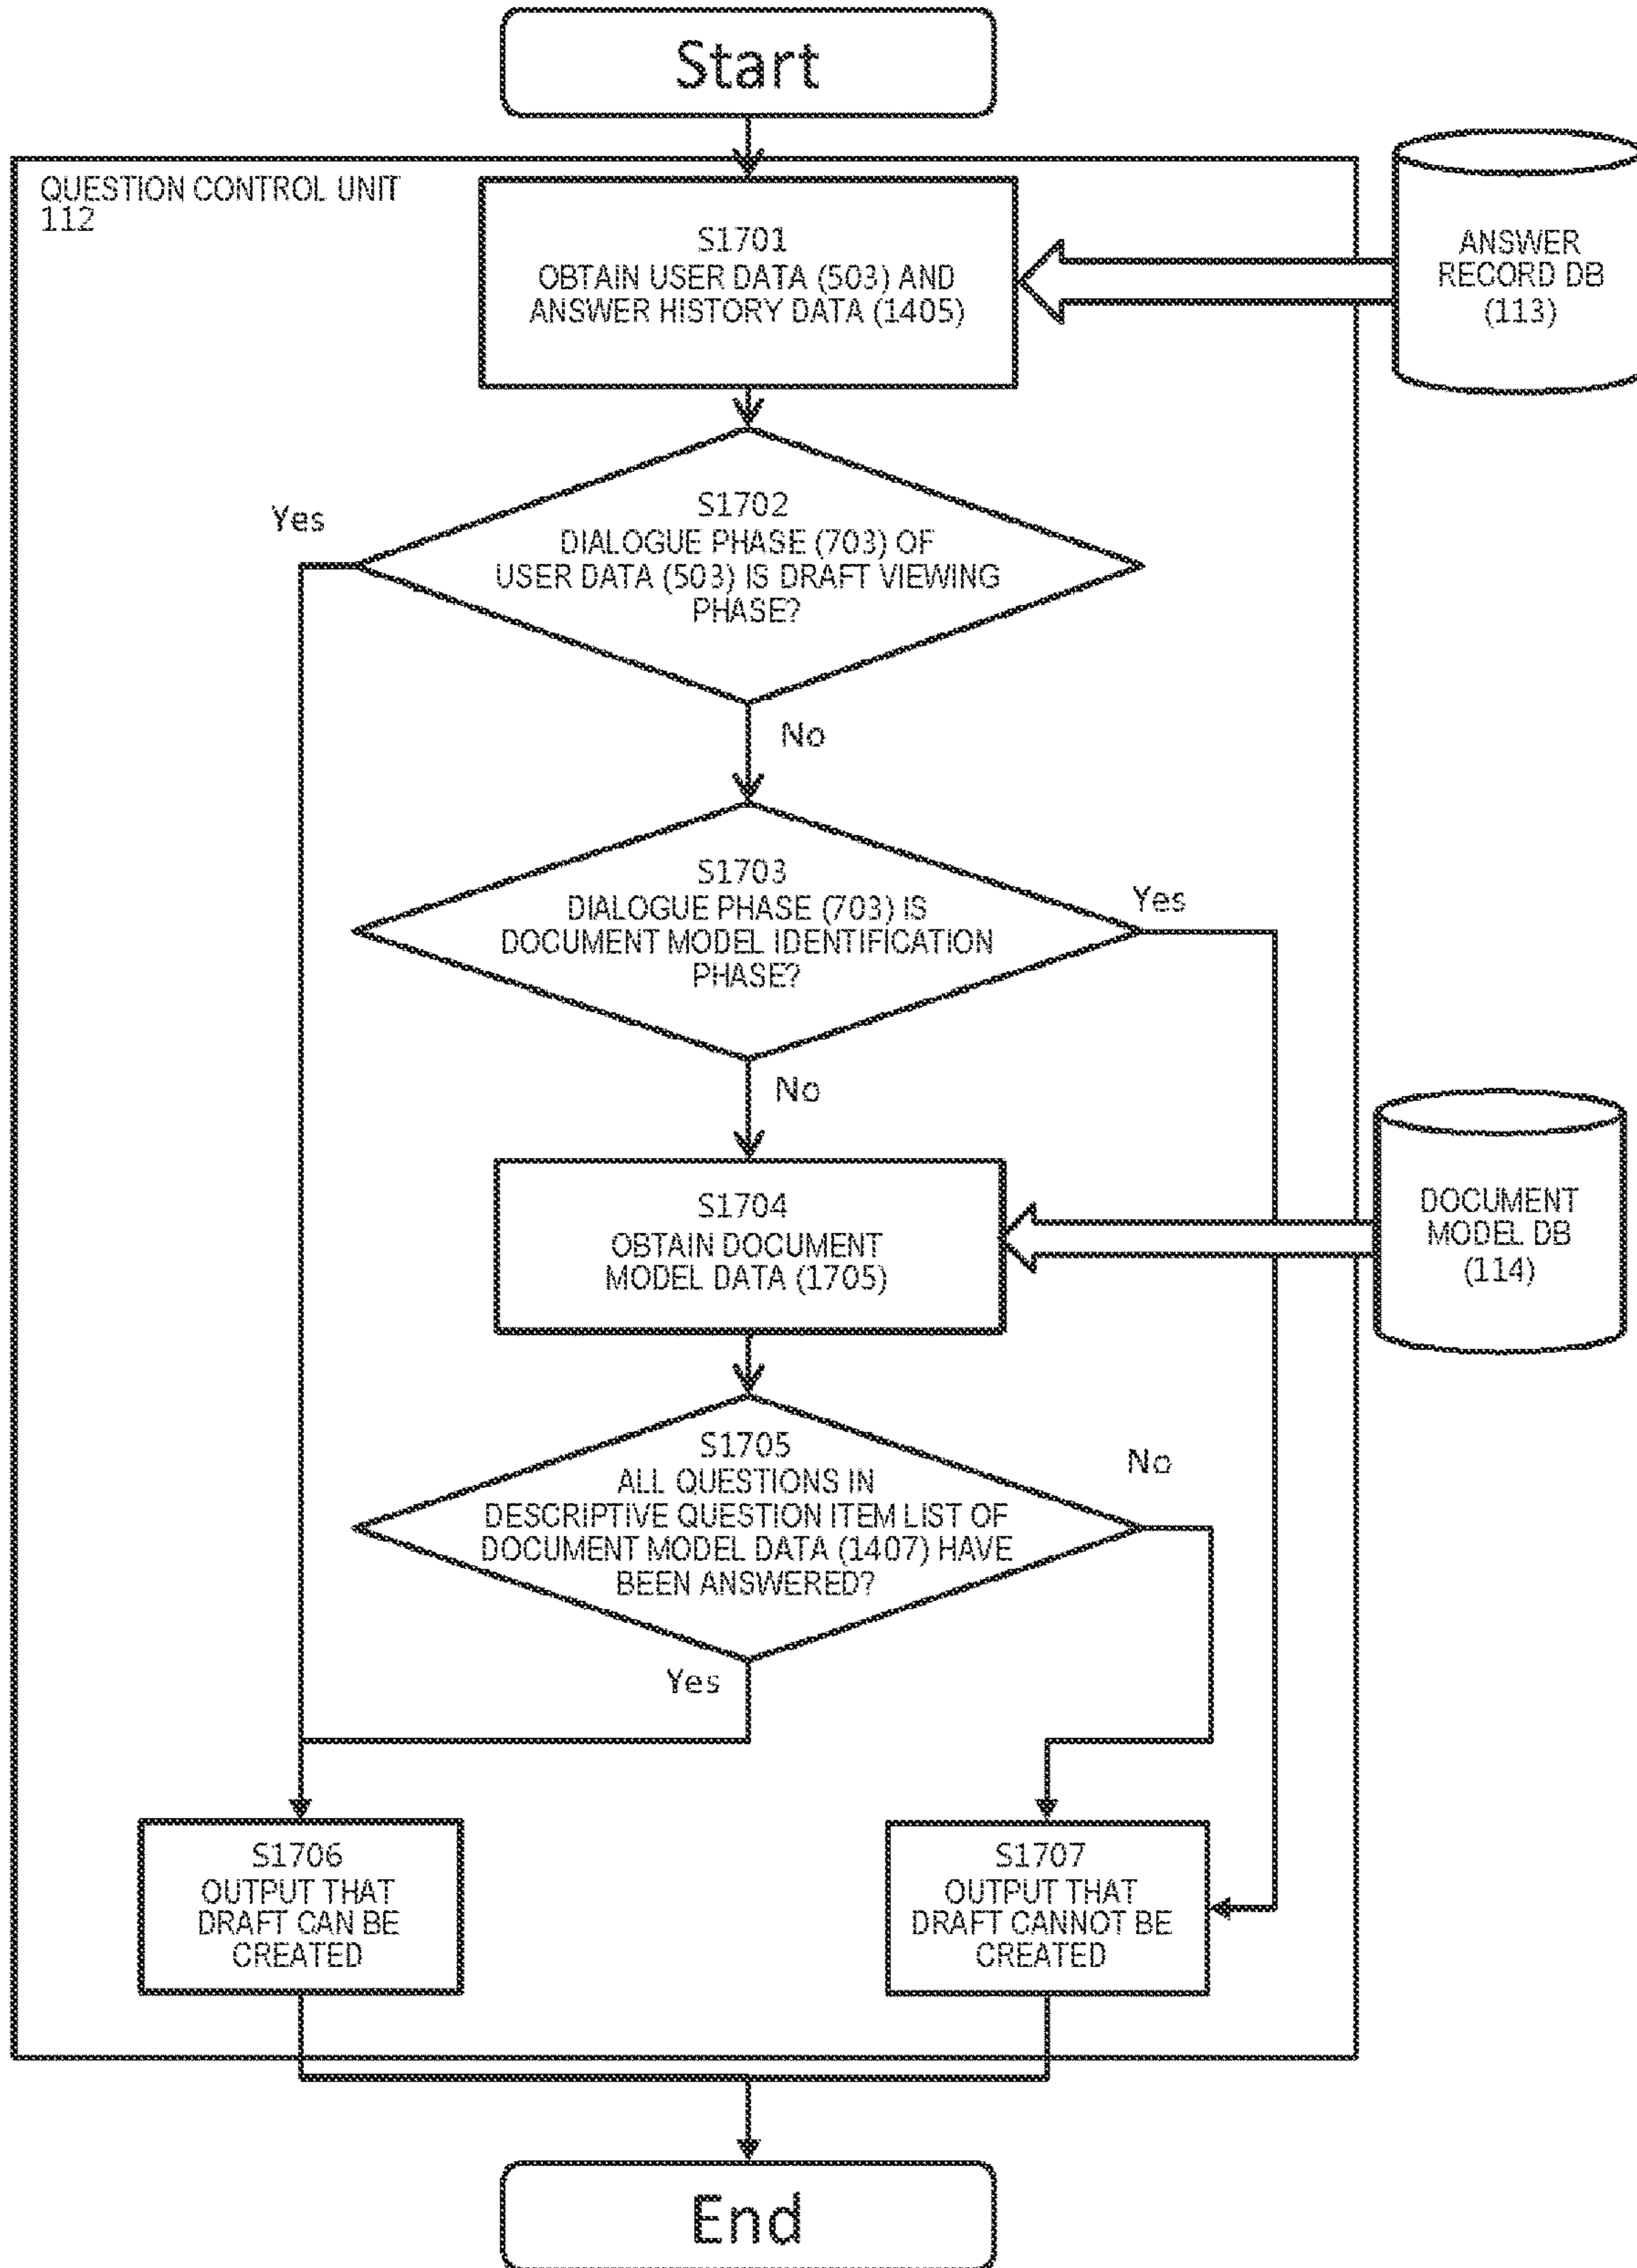 Start
QUESTION CONTROL UNIT
112
S1701
OBTAIN USER DATA (503) AND
ANSWER HISTORY DATA (1405)
ANSWER
RECORD DB
(113)
Yes
S1702
DIALOGUE PHASE (703) OF
USER DATA (503) IS DRAFT VIEWING
PHASE?
No
S1703
DIALOGUE PHASE (703) IS
DOCUMENT MODEL IDENTIFICATION
PHASE?
Yes
No
S1704
OBTAIN DOCUMENT
MODEL DATA (1705)
DOCUMENT
MODEL DB
(114)
S1705
ALL QUESTIONS IN
DESCRIPTIVE QUESTION ITEM LIST OF
DOCUMENT MODEL DATA (1407) HAVE
BEEN ANSWERED?
No
Yes
S1706
OUTPUT THAT
DRAFT CAN BE
CREATED
S1707
OUTPUT THAT
DRAFT CANNOT BE
CREATED
End